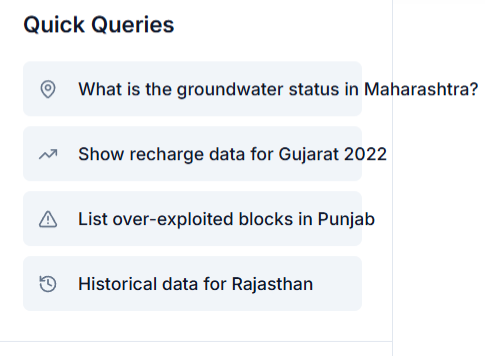 Quick Queries
What is the groundwater status in Maharashtra?
Show recharge data for Gujarat 2022
List over-exploited blocks in Punjab
Historical data for Rajasthan